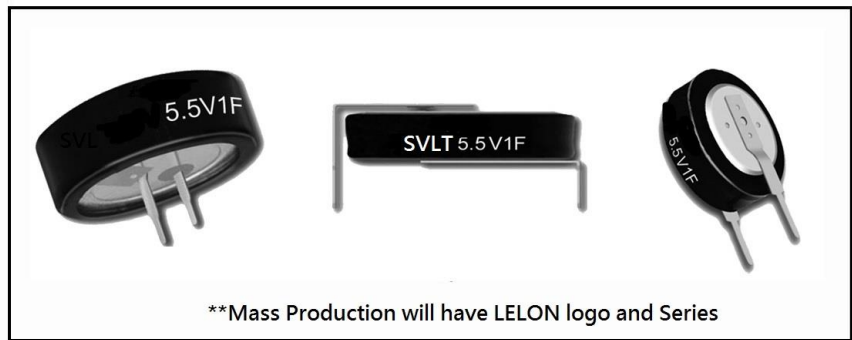 SVL
5.5V1F
SVLT 5.5V1F
5.5V1F
**Mass Production will have LELON logo and Series